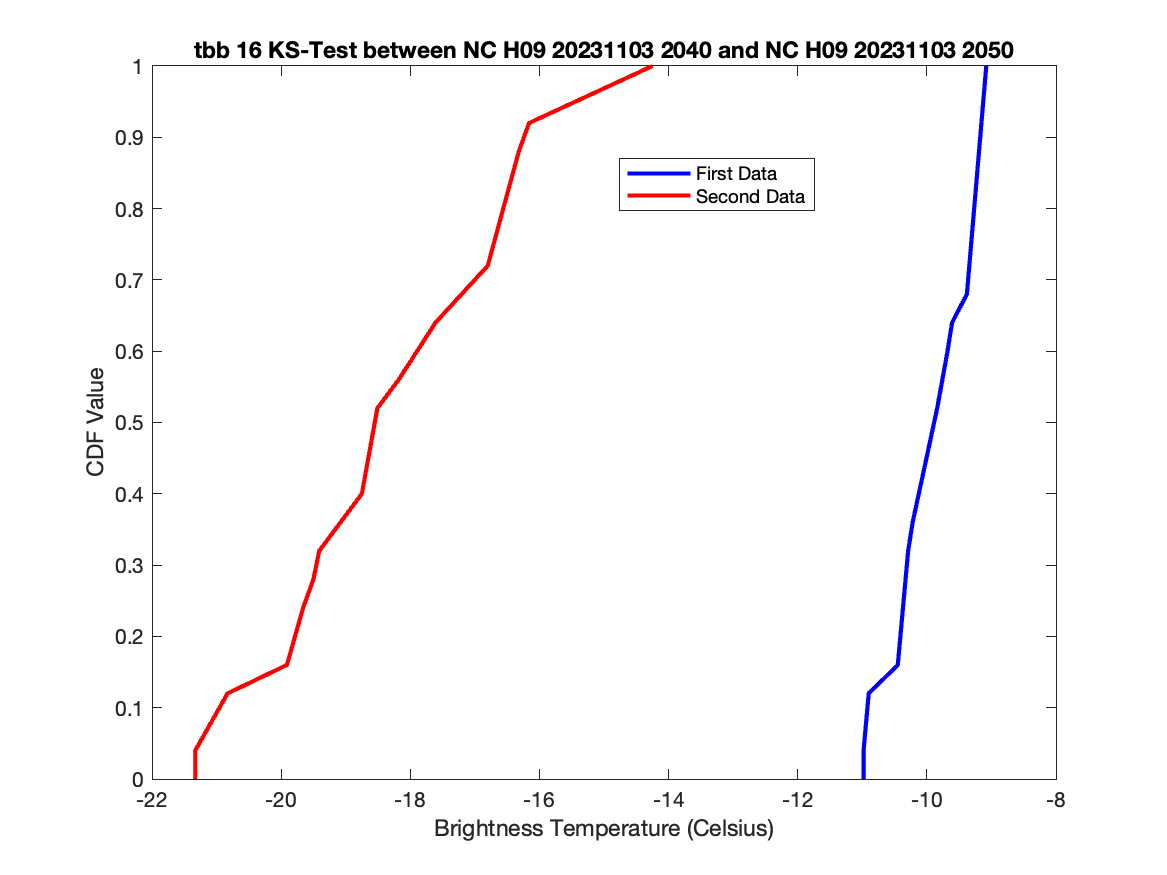 tbb 16 KS-Test between NC H09 20231103 2040 and NC H09 20231103 2050
1
0.9
0.8
0.7
0.6
0.5
0.4
0.3
0.2
0.1
0
CDF Value
First Data
Second Data
-22 -20 -18 -16 -14 -12 -10 -8
Brightness Temperature (Celsius)